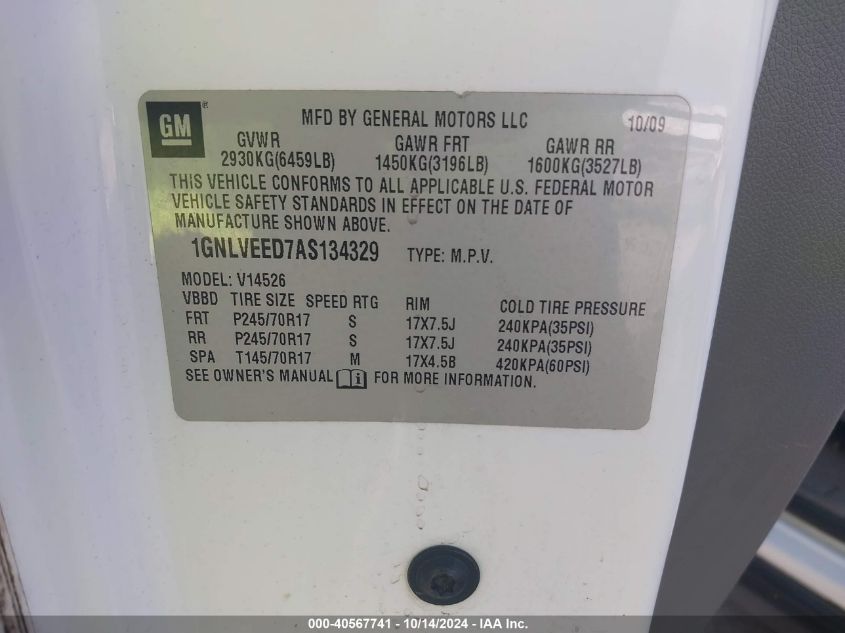 GM ® MFD BY GENERAL MOTORS LLC 10/09
GVWR GAWR FRT GAWR RR
2930KG(6459LB) 1450KG(3196LB) 1600KG(3527LB)
THIS VEHICLE CONFORMS TO ALL APPLICABLE U.S. FEDERAL MOTOR
VEHICLE SAFETY STANDARDS IN EFFECT ON THE DATE OF
MANUFACTURE SHOWN ABOVE.
1GNLVEED7AS134329 TYPE: M.P.V.
MODEL: V14526
VBBD TIRE SIZE SPEED RTG RIM COLD TIRE PRESSURE
FRT P245/70R17 S 17X7.5J 240KPA(35PSI)
RR P245/70R17 S 17X7.5J 240KPA(35PSI)
SPA T145/70R17 M 17X4.5B 420KPA(60PSI)
SEE OWNER'S MANUAL i FOR MORE INFORMATION.
000-40567741 - 10/14/2024 - IAA Inc.